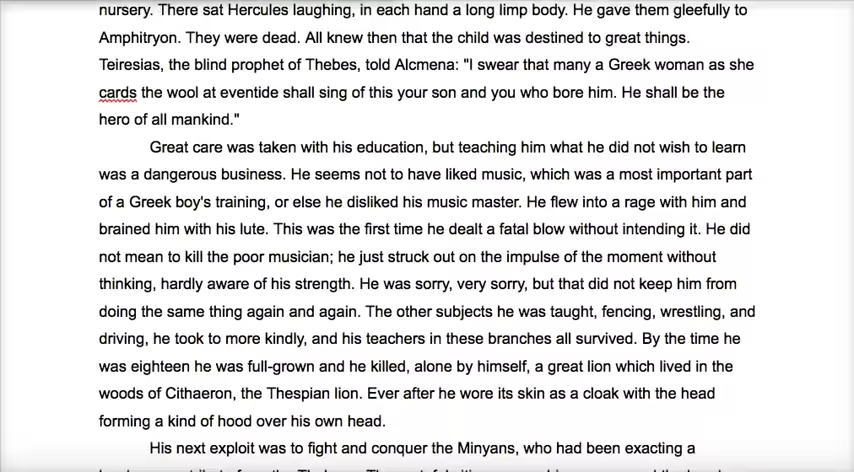 nursery. There sat Hercules laughing, in each hand a long limp body. He gave them gleefully to
Amphitryon. They were dead. All knew then that the child was destined to great things.
Teiresias, the blind prophet of Thebes, told Alcmena: "I swear that many a Greek woman as she
cards the wool at eventide shall sing of this your son and you who bore him. He shall be the
hero of all mankind."
Great care was taken with his education, but teaching him what he did not wish to learn
was a dangerous business. He seems not to have liked music, which was a most important part
of a Greek boy's training, or else he disliked his music master. He flew into a rage with him and
brained him with his lute. This was the first time he dealt a fatal blow without intending it. He did
not mean to kill the poor musician; he just struck out on the impulse of the moment without
thinking, hardly aware of his strength. He was sorry, very sorry, but that did not keep him from
doing the same thing again and again. The other subjects he was taught, fencing, wrestling, and
driving, he took to more kindly, and his teachers in these branches all survived. By the time he
was eighteen he was full-grown and he killed, alone by himself, a great lion which lived in the
woods of Cithaeron, the Thespian lion. Ever after he wore its skin as a cloak with the head
forming a kind of hood over his own head.
His next exploit was to fight and conquer the Minyans, who had been exacting a